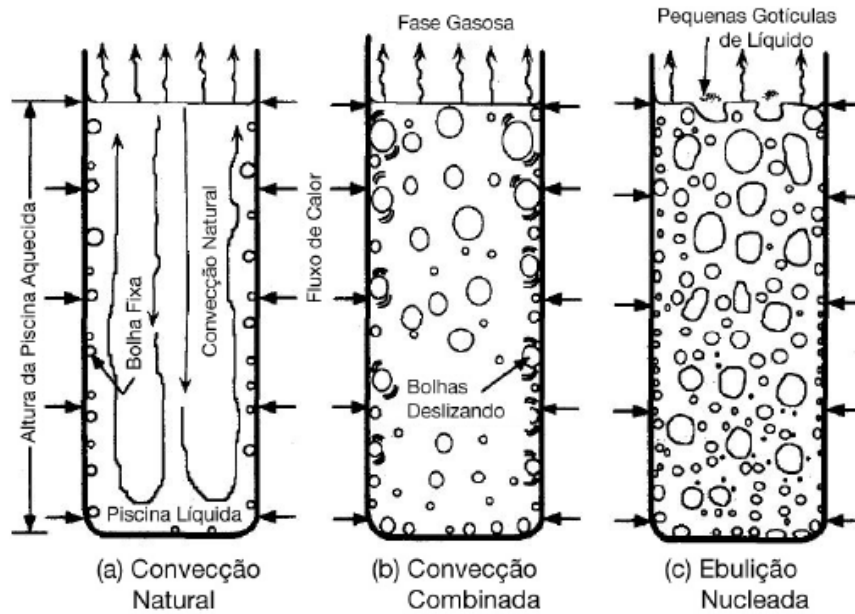 Fase Gasosa
Pequenas Gotículas
de Líquido
Altura da Piscina Aquecida
Bolha Fixa
Convecção Natural
Fluxo de Calor
Bolhas
Deslizando
Piscina Líquida
(a) Convecção
Natural
(b) Convecção
Combinada
(c) Ebulição
Nucleada